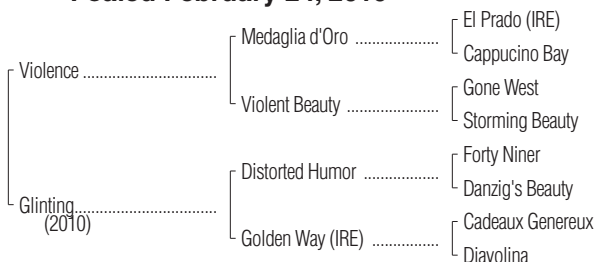 Foaled February 24, 2016
El Prado (IRE)
Medaglia d'Oro
Cappucino Bay
Violence
Gone West
Violent Beauty
Storming Beauty
Forty Niner
Distorted Humor
Danzig's Beauty
Glinting
(2010)
Cadeaux Genereux
Golden Way (IRE)
Diavolina